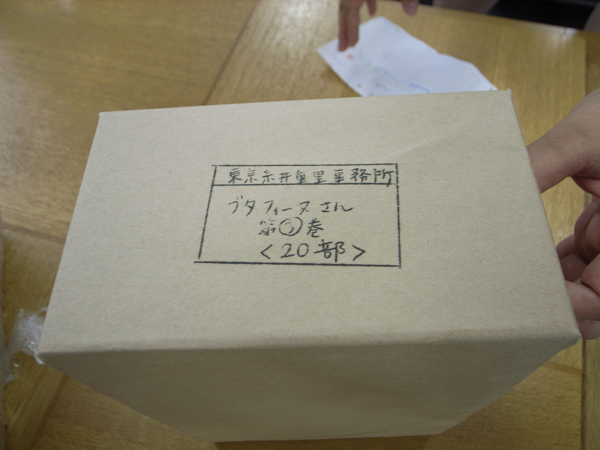 東京糸井重里事務所
ブタフィーヌさん
第⑤巻
<20部>